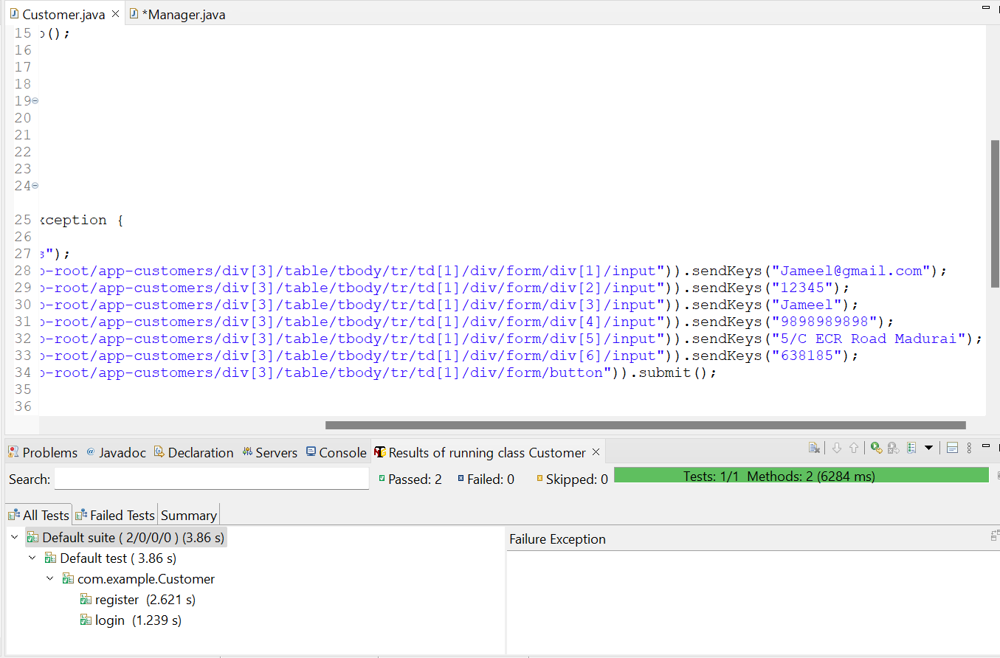 Customer.java *Manager.java
15 o();
16
17
18
19
20
21
22
23
24
25 xception {
26
27 s");
28 p-root/app-customers/div[3]/table/tbody/tr/td[1]/div/form/div[1]/input")).sendKeys("Jameel@gmail.com");
29 p-root/app-customers/div[3]/table/tbody/tr/td[1]/div/form/div[2]/input")).sendKeys("12345");
30 p-root/app-customers/div[3]/table/tbody/tr/td[1]/div/form/div[3]/input")).sendKeys("Jameel");
31 p-root/app-customers/div[3]/table/tbody/tr/td[1]/div/form/div[4]/input")).sendKeys("9898989898");
32 p-root/app-customers/div[3]/table/tbody/tr/td[1]/div/form/div[5]/input")).sendKeys("5/C ECR Road Madurai");
33 p-root/app-customers/div[3]/table/tbody/tr/td[1]/div/form/div[6]/input")).sendKeys("638185");
34 p-root/app-customers/div[3]/table/tbody/tr/td[1]/div/form/button")).submit();
35
36
Problems @ Javadoc Declaration Servers Console Results of running class Customer
Search: Passed: 2 Failed: 0 Skipped: 0 Tests: 1/1 Methods: 2 (6284 ms)
All Tests Failed Tests Summary
Default suite ( 2/0/0/0 ) (3.86 s) Failure Exception
Default test ( 3.86 s)
com.example.Customer
register (2.621 s)
login (1.239 s)